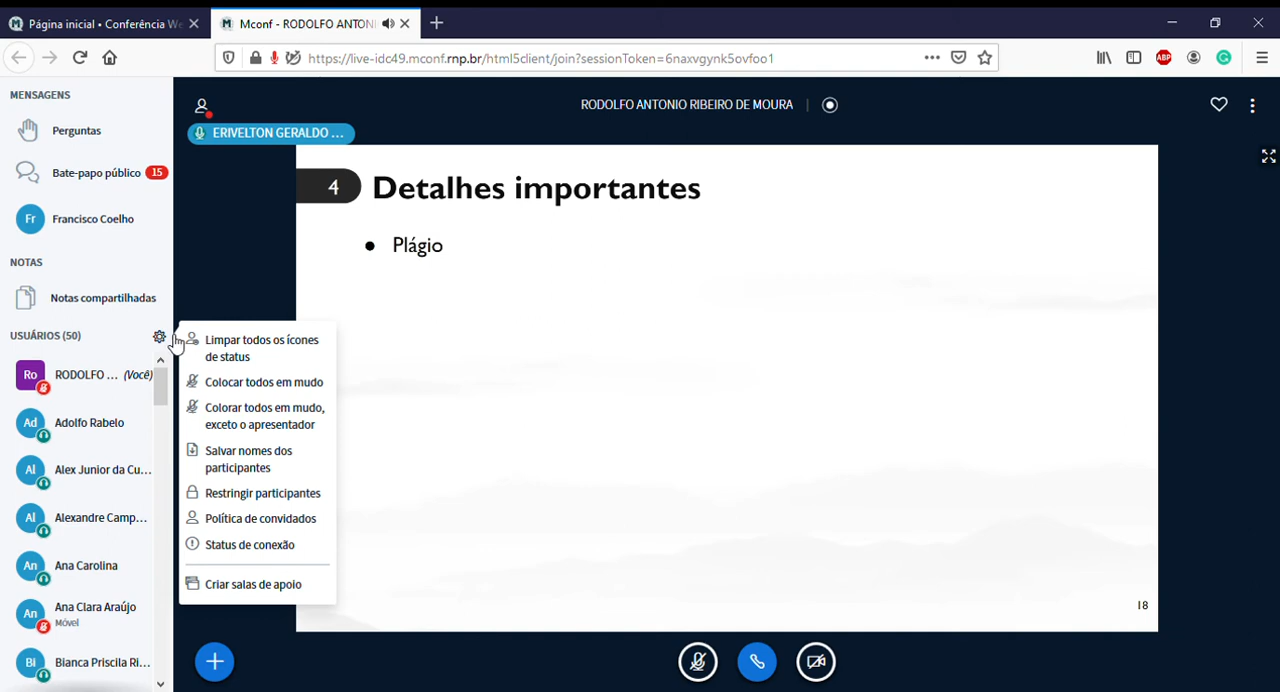 Página inicial • Conferência We
Mconf - RODOLFO ANTONI
https://live-idc49.mconf.rnp.br/html5client/join?sessionToken=6naxvgynk5ovfoo1
ABP
MENSAGENS
Perguntas
Bate-papo público 15
Fr Francisco Coelho
NOTAS
Notas compartilhadas
USUÁRIOS (50)
Ro RODOLFO ... (Você)
Ad Adolfo Rabelo
Al Alex Junior da Cu...
Al Alexandre Camp...
An Ana Carolina
An Ana Clara Araújo
Móvel
Bi Bianca Priscila Ri...
Limpar todos os ícones
de status
Colocar todos em mudo
Colorar todos em mudo,
exceto o apresentador
Salvar nomes dos
participantes
Restringir participantes
Política de convidados
Status de conexão
Criar salas de apoio
RODOLFO ANTONIO RIBEIRO DE MOURA
ERIVELTON GERALDO ...
4 Detalhes importantes
● Plágio
18